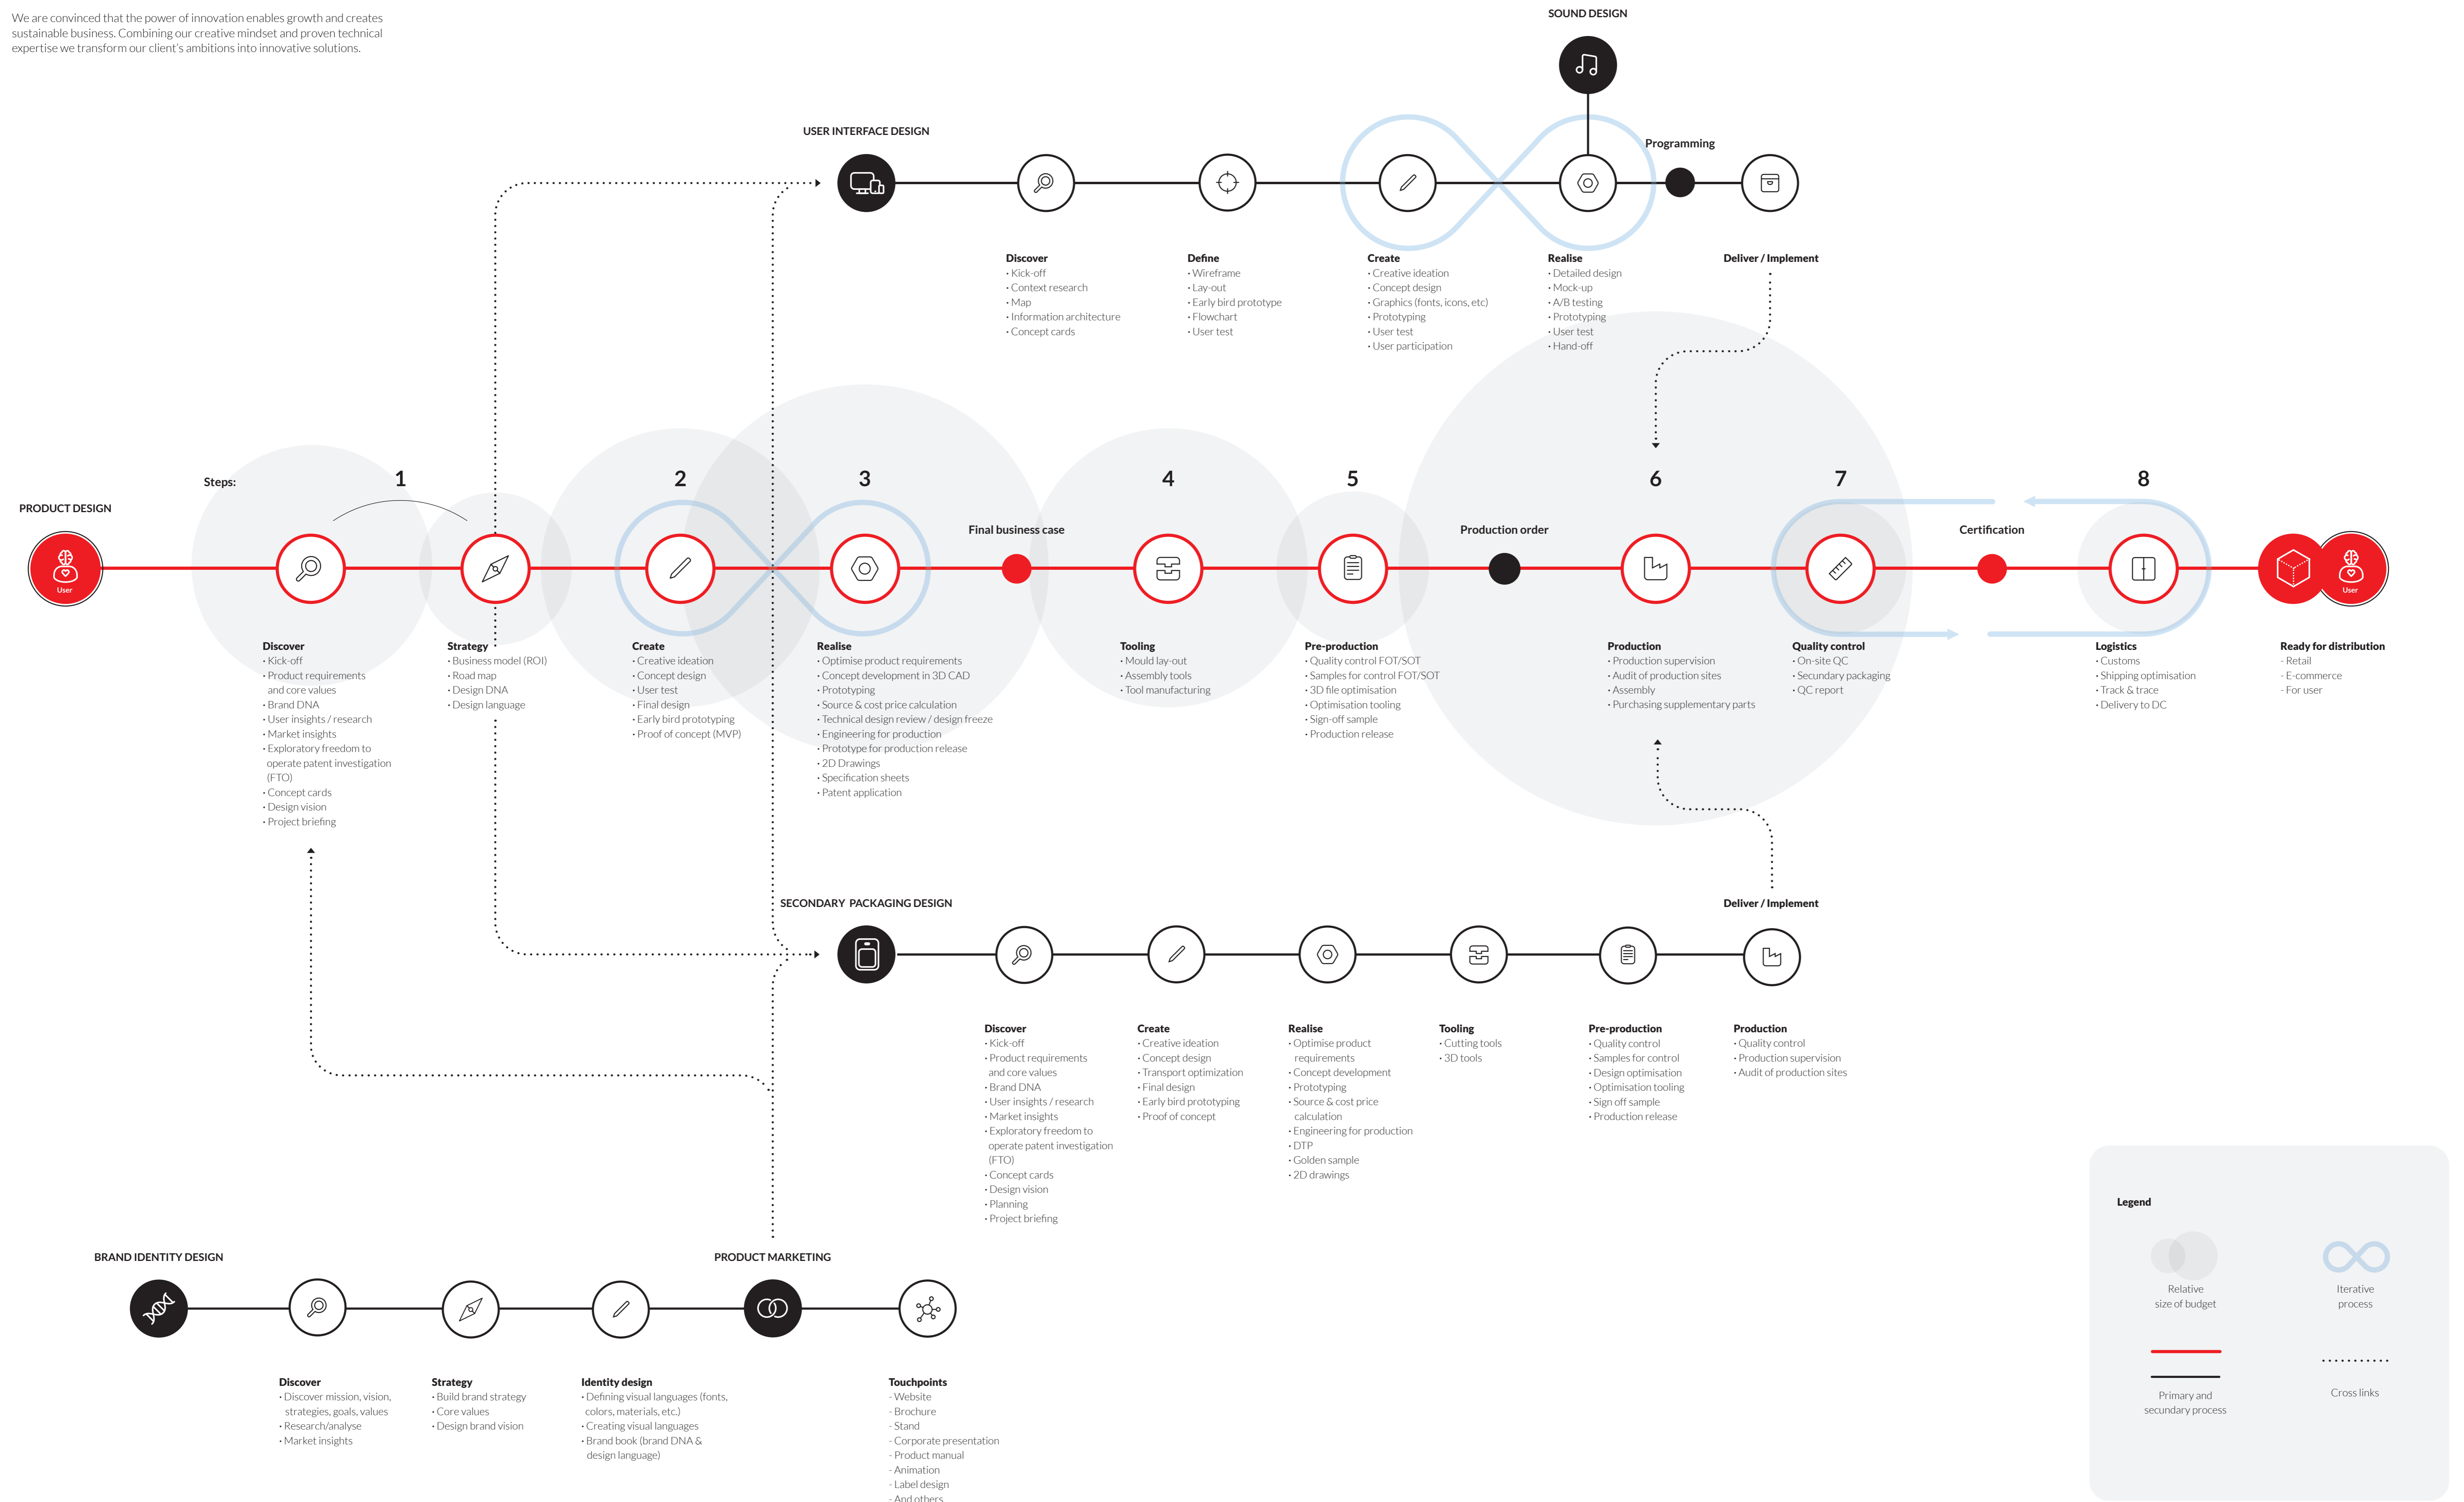 We are convinced that the power of innovation enables growth and creates
sustainable business. Combining our creative mindset and proven technical
expertise we transform our client's ambitions into innovative solutions.
SOUND DESIGN
USER INTERFACE DESIGN
Programming
Discover
· Kick-off
· Context research
· Map
· Information architecture
· Concept cards
Define
· Wireframe
· Lay-out
· Early bird prototype
· Flowchart
· User test
Create
· Creative ideation
· Concept design
· Graphics (fonts, icons, etc)
· Prototyping
· User test
· User participation
Realise
· Detailed design
· Mock-up
· A/B testing
· Prototyping
· User test
· Hand-off
Deliver / Implement
Steps:
1
2
3
4
5
6
7
8
PRODUCT DESIGN
User
Final business case
Production order
Certification
User
Discover
· Kick-off
· Product requirements
and core values
· Brand DNA
· User insights / research
· Market insights
· Exploratory freedom to
operate patent investigation
(FTO)
· Concept cards
· Design vision
· Project briefing
Strategy
· Business model (ROI)
· Road map
· Design DNA
· Design language
Create
· Creative ideation
· Concept design
· User test
· Final design
· Early bird prototyping
· Proof of concept (MVP)
Realise
· Optimise product requirements
· Concept development in 3D CAD
· Prototyping
· Source & cost price calculation
· Technical design review / design freeze
· Engineering for production
· Prototype for production release
· 2D Drawings
· Specification sheets
· Patent application
Tooling
· Mould lay-out
· Assembly tools
· Tool manufacturing
Pre-production
· Quality control FOT/SOT
· Samples for control FOT/SOT
· 3D file optimisation
· Optimisation tooling
· Sign-off sample
· Production release
Production
· Production supervision
· Audit of production sites
· Assembly
· Purchasing supplementary parts
Quality control
· On-site QC
· Secundary packaging
· QC report
Logistics
· Customs
· Shipping optimisation
· Track & trace
· Delivery to DC
Ready for distribution
- Retail
- E-commerce
- For user
SECONDARY PACKAGING DESIGN
Deliver / Implement
Discover
· Kick-off
· Product requirements
and core values
· Brand DNA
· User insights / research
· Market insights
· Exploratory freedom to
operate patent investigation
(FTO)
· Concept cards
· Design vision
· Planning
· Project briefing
Create
· Creative ideation
· Concept design
· Transport optimization
· Final design
· Early bird prototyping
· Proof of concept
Realise
· Optimise product
requirements
· Concept development
· Prototyping
· Source & cost price
calculation
· Engineering for production
· DTP
· Golden sample
· 2D drawings
Tooling
· Cutting tools
· 3D tools
Pre-production
· Quality control
· Samples for control
· Design optimisation
· Optimisation tooling
· Sign off sample
· Production release
Production
· Quality control
· Production supervision
· Audit of production sites
BRAND IDENTITY DESIGN
PRODUCT MARKETING
Discover
· Discover mission, vision,
strategies, goals, values
· Research/analyse
· Market insights
Strategy
· Build brand strategy
· Core values
· Design brand vision
Identity design
· Defining visual languages (fonts,
colors, materials, etc.)
· Creating visual languages
· Brand book (brand DNA &
design language)
Touchpoints
- Website
- Brochure
- Stand
- Corporate presentation
- Product manual
- Animation
- Label design
- And others
Legend
Relative
size of budget
Iterative
process
Primary and
secundary process
Cross links